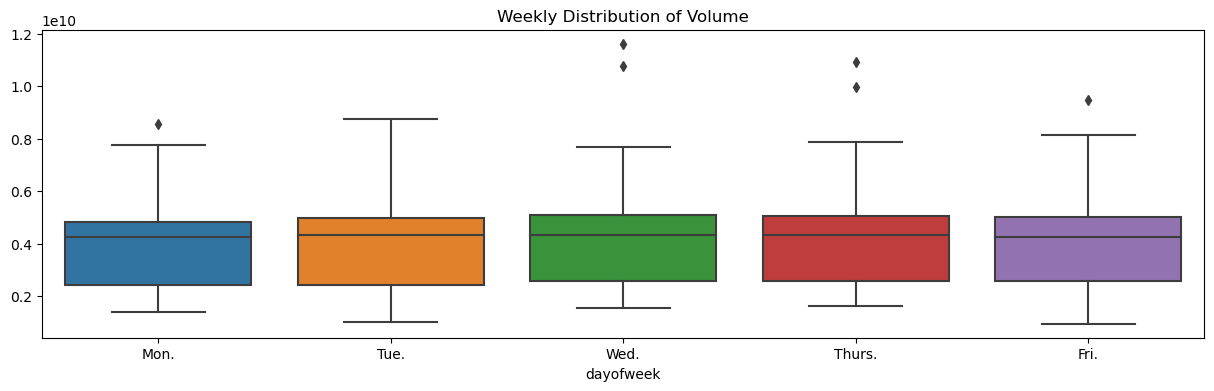 Weekly Distribution of Volume
1e10
1.2
1.0
0.8
0.6
0.4
0.2
Mon. Tue. Wed. Thurs. Fri.
dayofweek